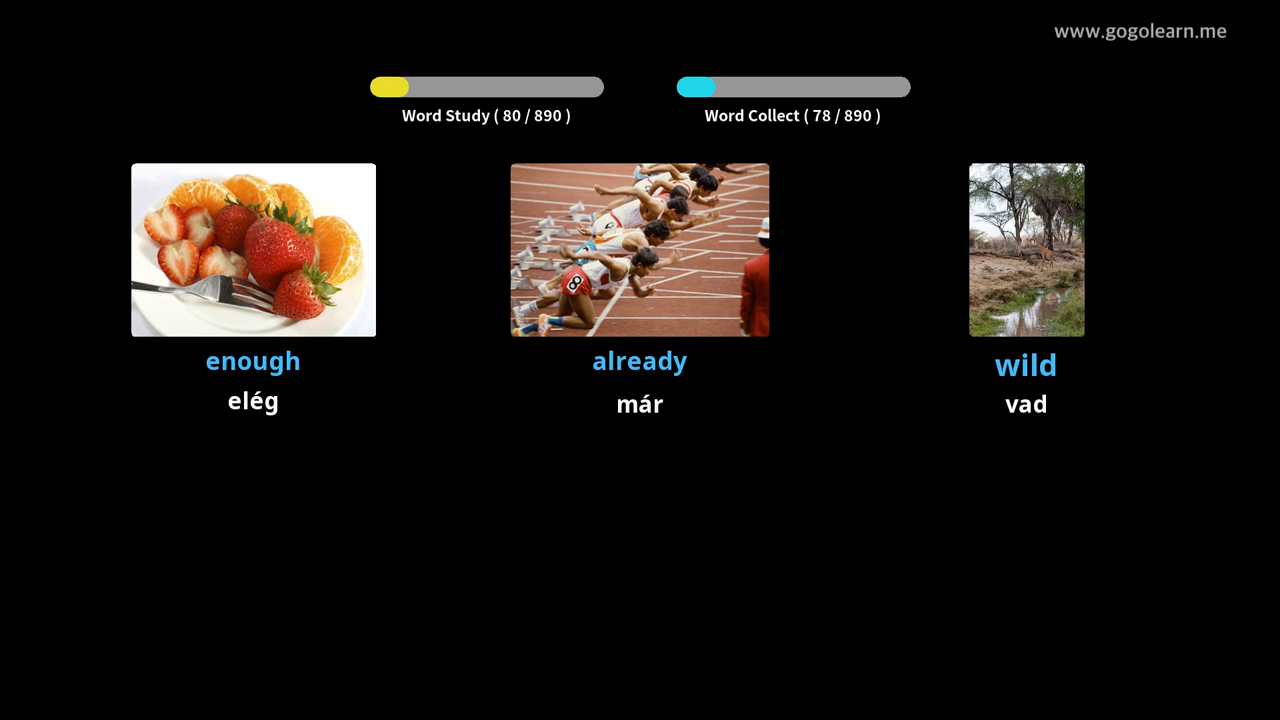 www.gogolearn.me
Word Study ( 80 / 890 )
Word Collect ( 78 / 890 )
enough
elég
already
már
wild
vad